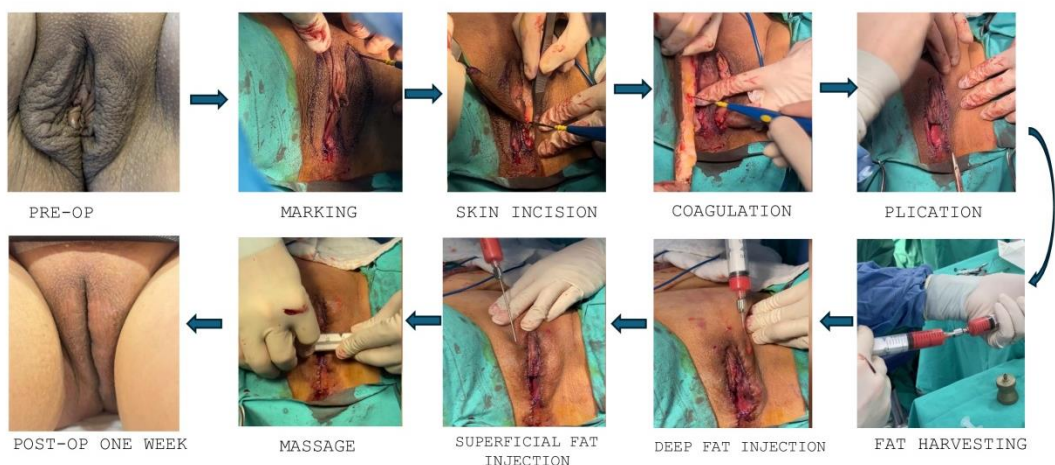 PRE-OP
MARKING
SKIN INCISION
COAGULATION
PLICATION
POST-OP ONE WEEK
MASSAGE
SUPERFICIAL FAT
INJECTION
DEEP FAT INJECTION
FAT HARVESTING